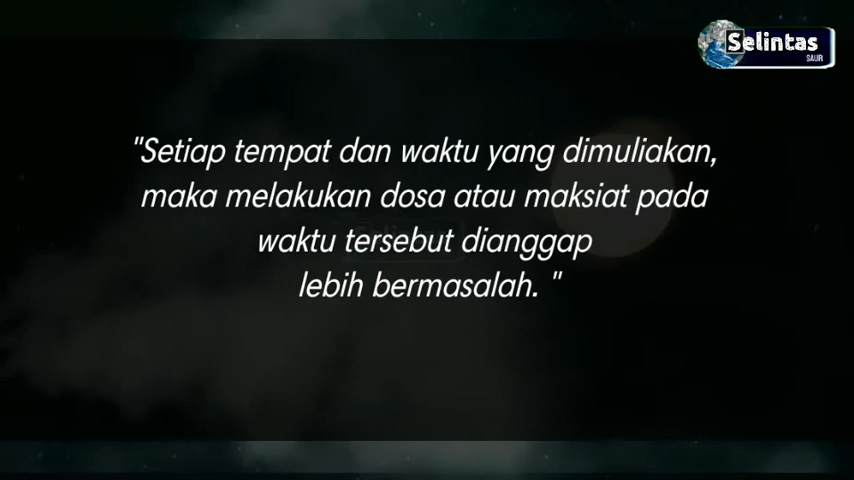 Selintas
SAUR
"Setiap tempat dan waktu yang dimuliakan,
maka melakukan dosa atau maksiat pada
waktu tersebut dianggap
lebih bermasalah. "